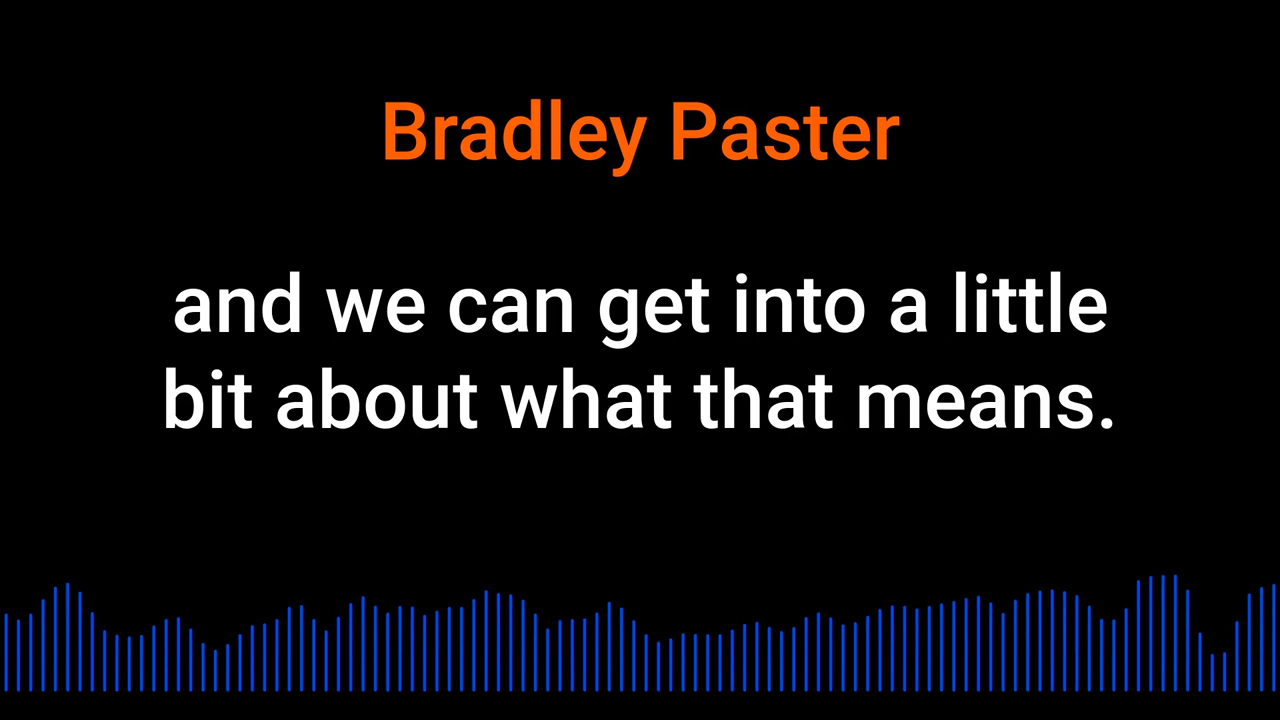 Bradley Paster
and we can get into a little
bit about what that means.